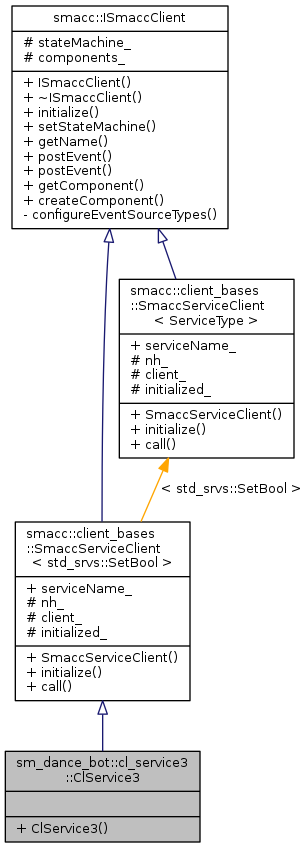 smacc::ISmaccClient
# stateMachine_
# components_
+ ISmaccClient()
+ ~ISmaccClient()
+ initialize()
+ setStateMachine()
+ getName()
+ postEvent()
+ postEvent()
+ getComponent()
+ createComponent()
- configureEventSourceTypes()
smacc::client_bases
::SmaccServiceClient
< ServiceType >
+ serviceName_
# nh_
# client_
# initialized_
+ SmaccServiceClient()
+ initialize()
+ call()
< std_srvs::SetBool >
smacc::client_bases
::SmaccServiceClient
< std_srvs::SetBool >
+ serviceName_
# nh_
# client_
# initialized_
+ SmaccServiceClient()
+ initialize()
+ call()
sm_dance_bot::cl_service3
::ClService3
+ ClService3()